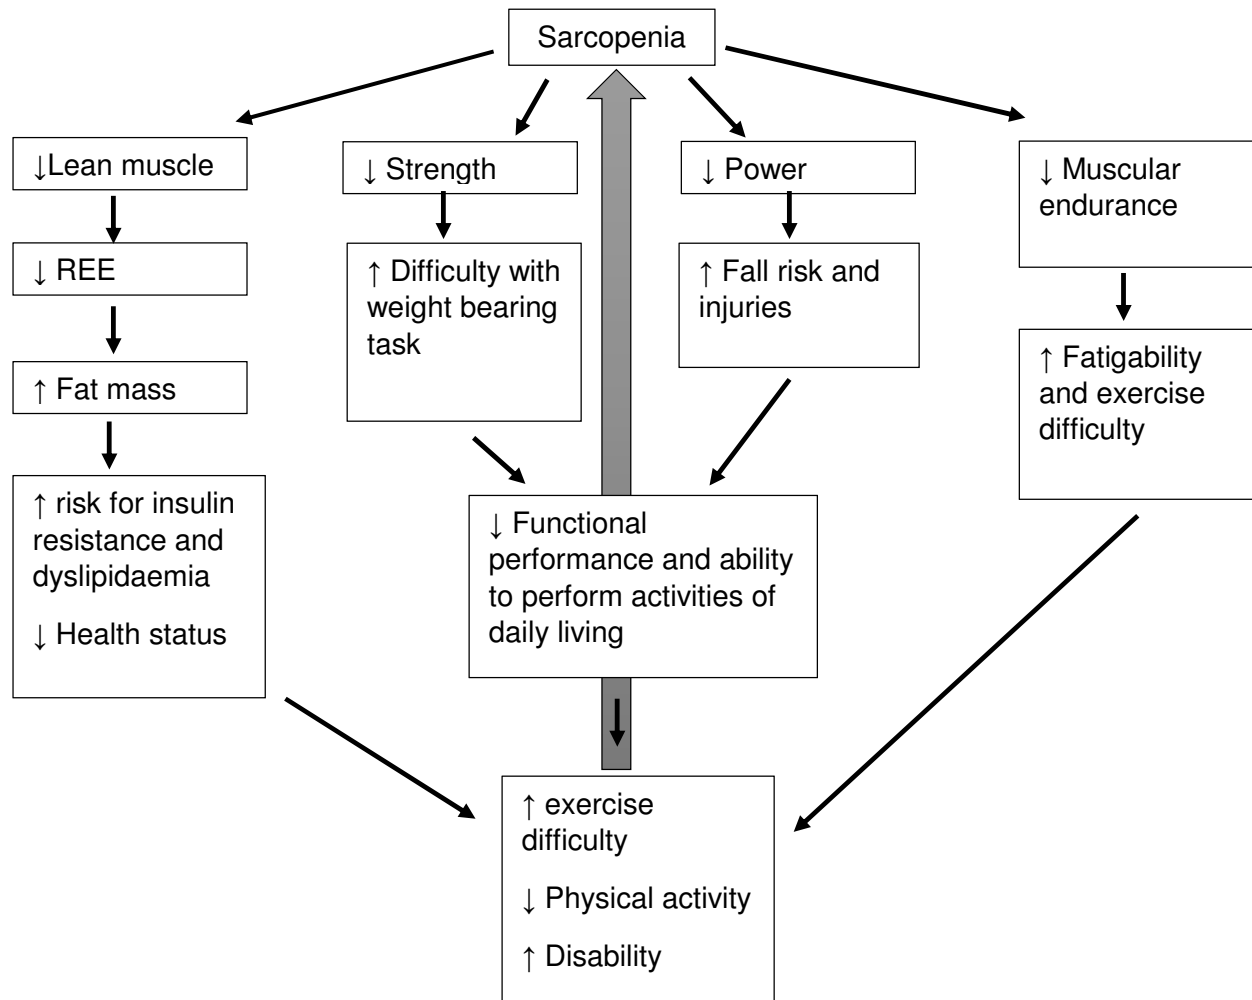 Sarcopenia
↓Lean muscle
↓ Strength
↓ Power
↓ Muscular
endurance
↓ REE
↑ Difficulty with
weight bearing
task
↑ Fall risk and
injuries
↑ Fatigability
and exercise
difficulty
↑ Fat mass
↑ risk for insulin
resistance and
dyslipidaemia
↓ Health status
↓ Functional
performance and ability
to perform activities of
daily living
↑ exercise
difficulty
↓ Physical activity
↑ Disability